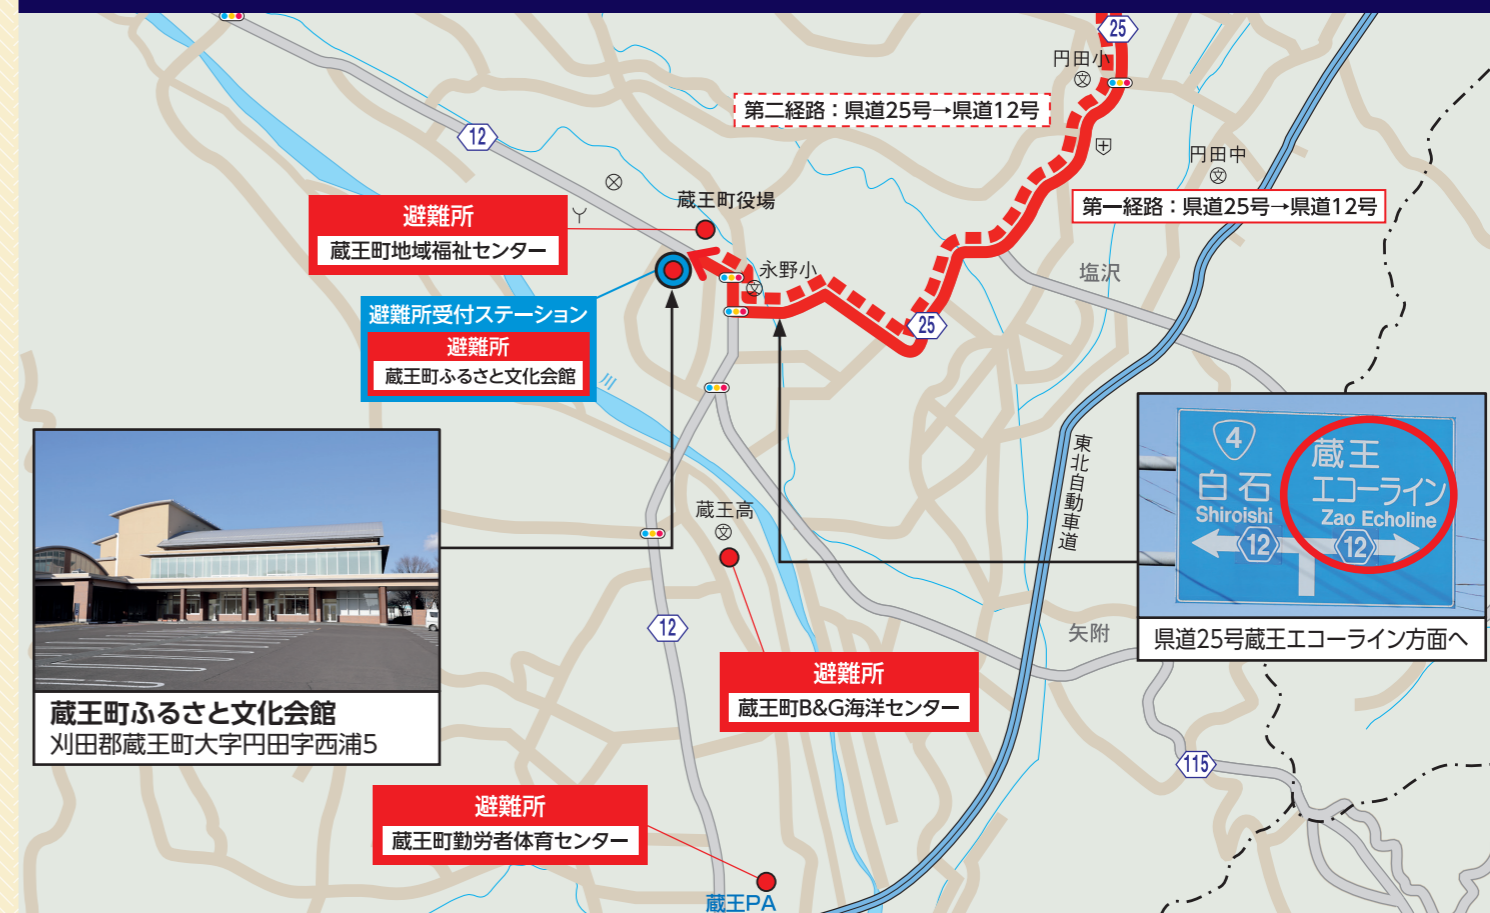 25
円田小
文
第二経路：県道25号→県道12号
12
円田中
文
避難所
蔵王町地域福祉センター
蔵王町役場
第一経路：県道25号→県道12号
永野小
文
塩沢
避難所受付ステーション
避難所
蔵王町ふるさと文化会館
25
川
4
蔵王
エコーライン
Zao Echoline
白石
Shiroishi
12
12
県道25号蔵王エコーライン方面へ
東北自動車道
蔵王高
文
12
矢附
避難所
蔵王町B&G海洋センター
蔵王町ふるさと文化会館
刈田郡蔵王町大字円田字西浦5
115
避難所
蔵王町勤労者体育センター
蔵王PA